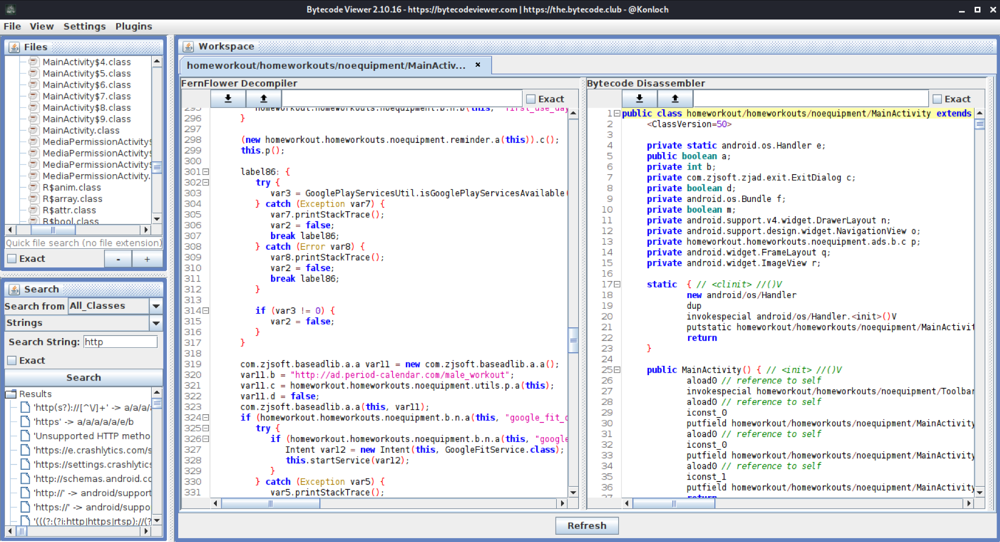 Bytecode Viewer 2.10.16 - https://bytecodeviewer.com | https://the.bytecode.club - @Konloch
File View Settings Plugins
Files
MainActivity$4.class
MainActivity$5.class
MainActivity$6.class
MainActivity$7.class
MainActivity$8.class
MainActivity$9.class
MainActivity.class
MediaPermissionActivity$
MediaPermissionActivity$
MediaPermissionActivity$
MediaPermissionActivity.
R$anim.class
R$array.class
R$attr.class
R$bool.class
Quick file search (no file extension)
Exact - +
Search
Search from All_Classes
Strings
Search String: http
Exact
Search
Results
'http(s?)://[^\/]+' -> a/a/a/
'https' -> a/a/a/a/a/e/b
'Unsupported HTTP metho
'https://e.crashlytics.com/s
'https://settings.crashlytics
'http://schemas.android.co
'http://' -> android/support
'https://' -> android/suppo
'(((?:(?i:http|https|rtsp)://(?
Workspace
homeworkout/homeworkouts/noequipment/MainActiv... ×
FernFlower Decompiler
Exact
295 homeworkout.homeworkouts.noequipment.b.n.b(this, "first_use_day
296 }
297
298 (new homeworkout.homeworkouts.noequipment.reminder.a(this)).c();
299 this.p();
300
301 label86: {
302 try {
303 var3 = GooglePlayServicesUtil.isGooglePlayServicesAvailable(
304 } catch (Exception var7) {
305 var7.printStackTrace();
306 var2 = false;
307 break label86;
308 } catch (Error var8) {
309 var8.printStackTrace();
310 var2 = false;
311 break label86;
312 }
313
314 if (var3 != 0) {
315 var2 = false;
316 }
317 }
318
319 com.zjsoft.baseadlib.a.a var11 = new com.zjsoft.baseadlib.a.a();
320 var11.b = "http://ad.period-calendar.com/male_workout";
321 var11.c = homeworkout.homeworkouts.noequipment.utils.p.a(this);
322 var11.d = false;
323 com.zjsoft.baseadlib.a.a(this, var11);
324 if (homeworkout.homeworkouts.noequipment.b.n.a(this, "google_fit_
325 try {
326 if (homeworkout.homeworkouts.noequipment.b.n.a(this, "google
327 Intent var12 = new Intent(this, GoogleFitService.class);
328 this.startService(var12);
329 }
330 } catch (Exception var5) {
331 var5.printStackTrace();
Bytecode Disassembler
Exact
1 public class homeworkout/homeworkouts/noequipment/MainActivity extends
2 <ClassVersion=50>
3
4 private static android.os.Handler e;
5 public boolean a;
6 private int b;
7 private com.zjsoft.zjad.exit.ExitDialog c;
8 private boolean d;
9 private android.os.Bundle f;
10 private boolean m;
11 private android.support.v4.widget.DrawerLayout n;
12 private android.support.design.widget.NavigationView o;
13 private homeworkout.homeworkouts.noequipment.ads.b.c p;
14 private android.widget.FrameLayout q;
15 private android.widget.ImageView r;
16
17 static { // <clinit> //()V
18 new android/os/Handler
19 dup
20 invokespecial android/os/Handler.<init>()V
21 putstatic homeworkout/homeworkouts/noequipment/MainActivit
22 return
23 }
24
25 public MainActivity() { // <init> //()V
26 aload0 // reference to self
27 invokespecial homeworkout/homeworkouts/noequipment/Toolbar
28 aload0 // reference to self
29 iconst_0
30 putfield homeworkout/homeworkouts/noequipment/MainActivity
31 aload0 // reference to self
32 iconst_0
33 putfield homeworkout/homeworkouts/noequipment/MainActivity
34 aload0 // reference to self
35 iconst_1
36 putfield homeworkout/homeworkouts/noequipment/MainActivity
37 return
Refresh